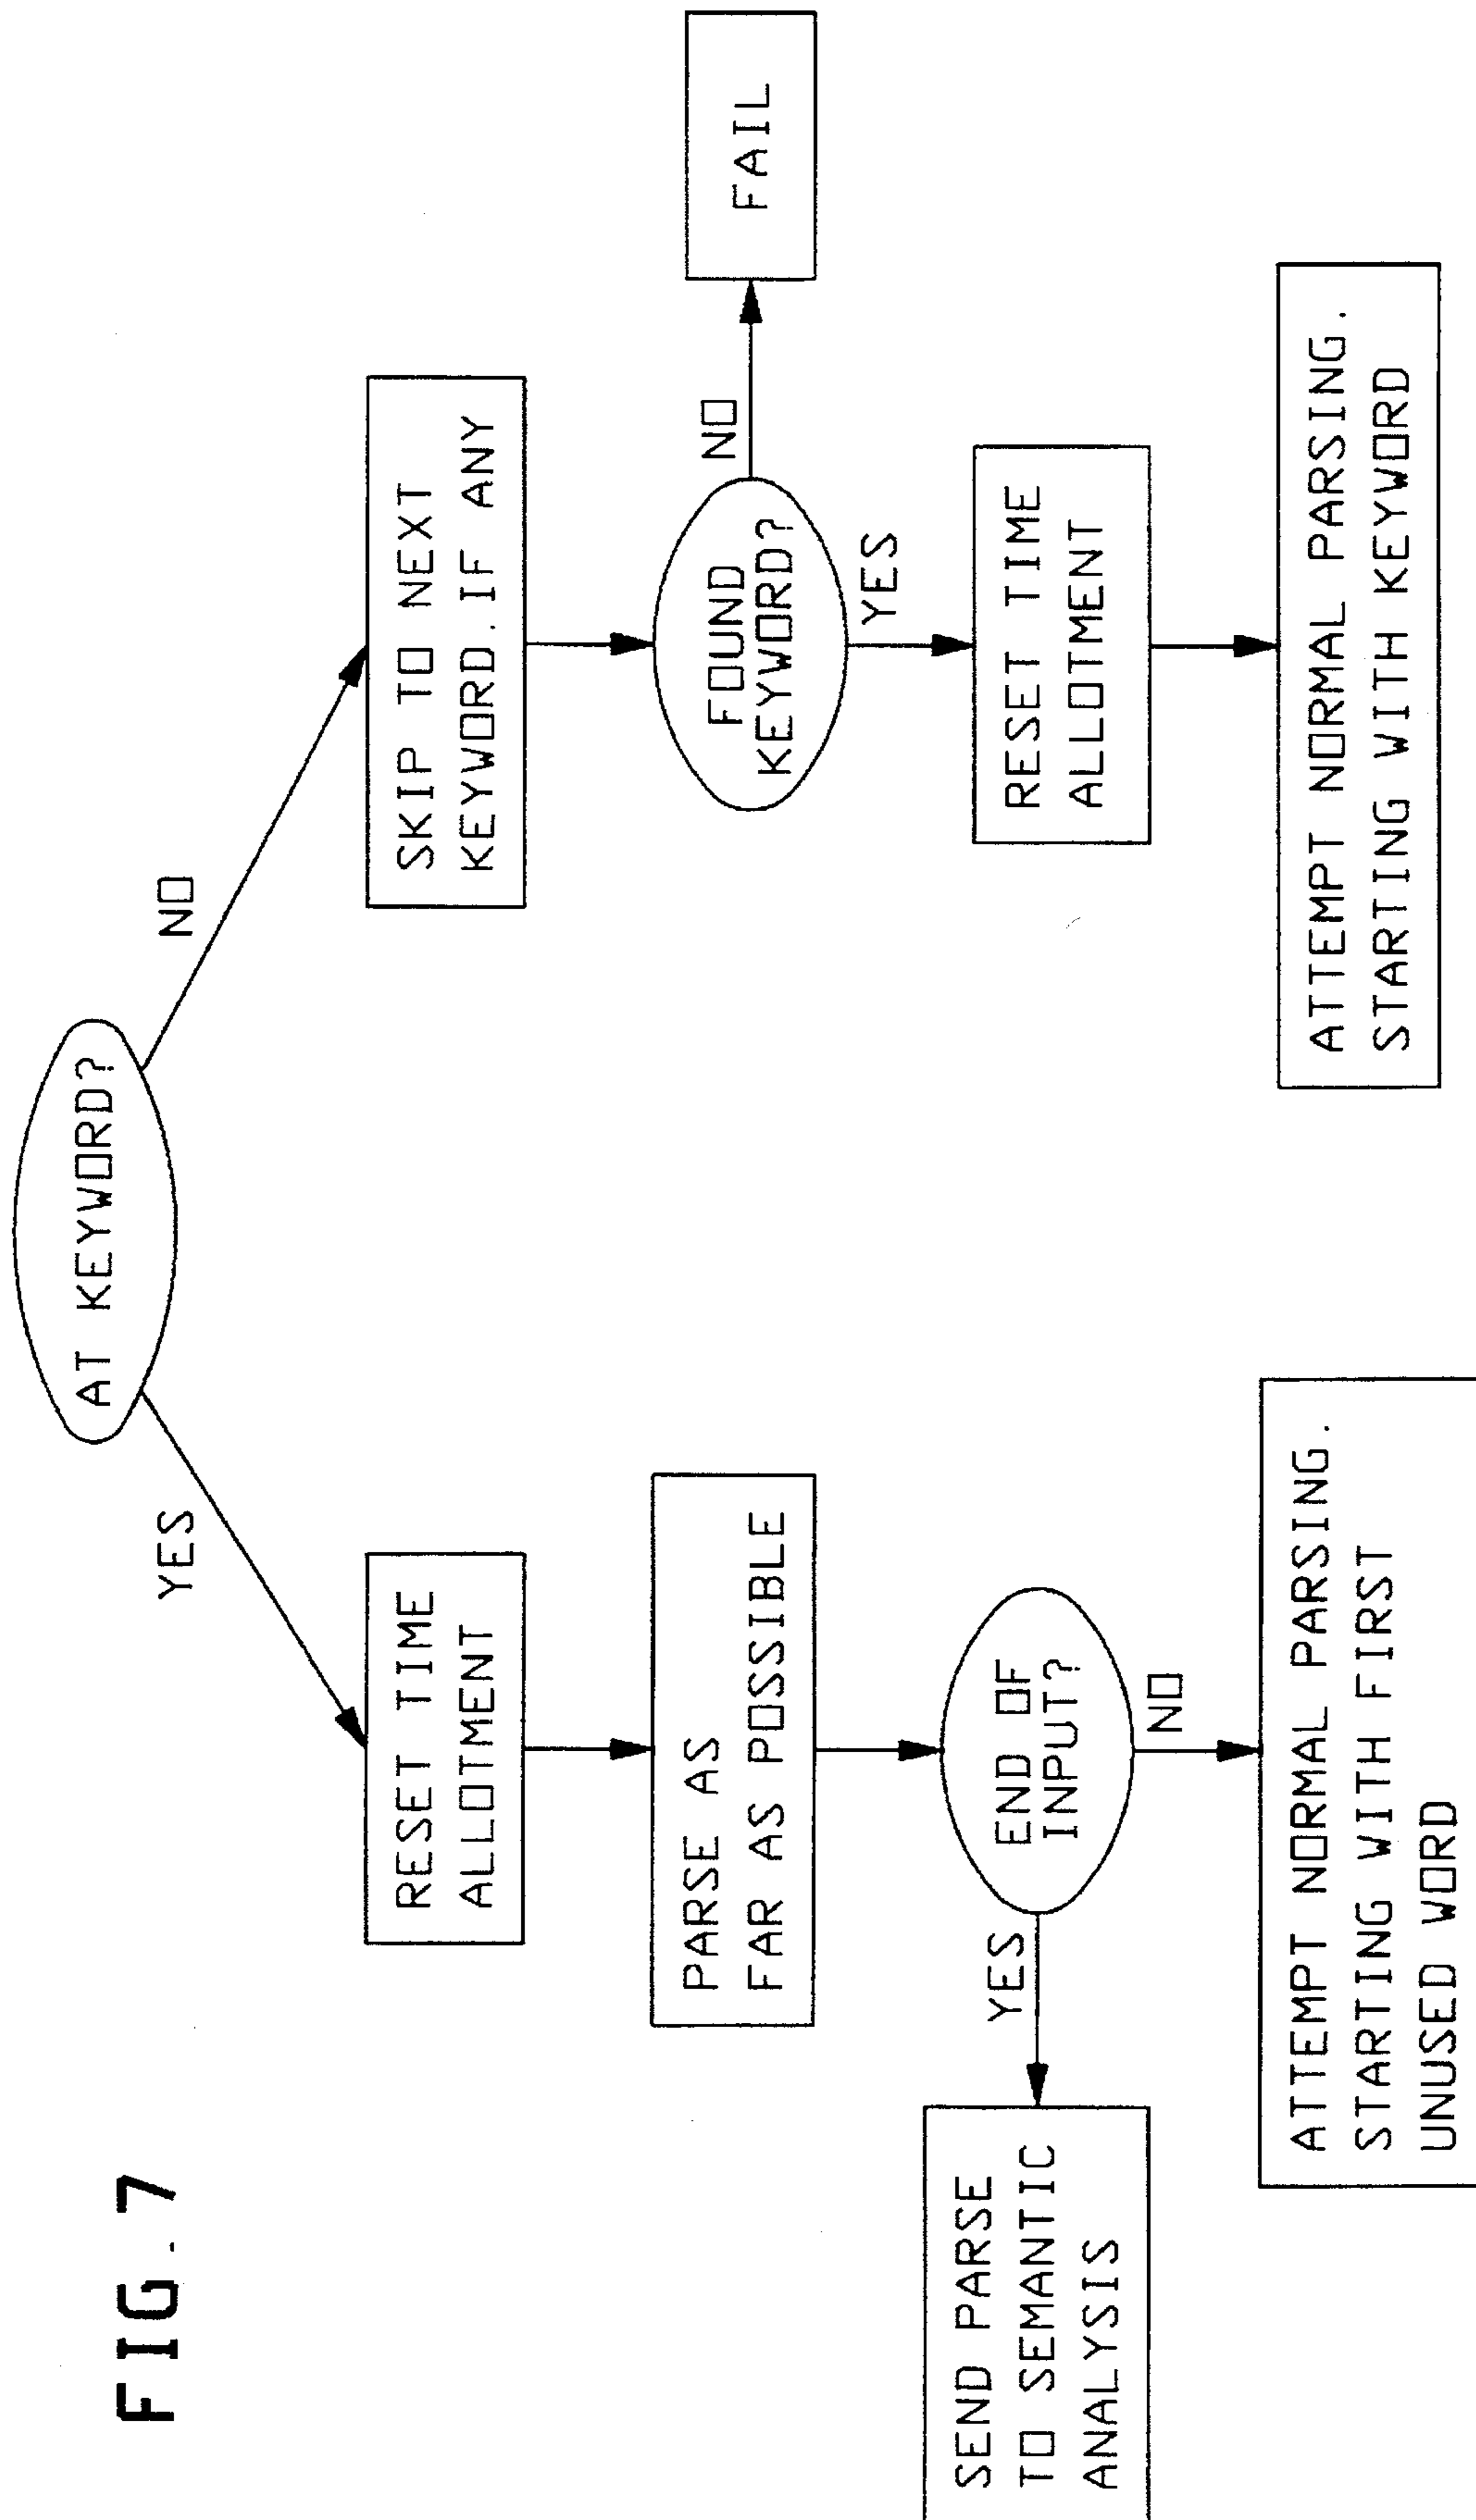 FIG. 7
AT KEYWORD?
YES
NO
RESET TIME
ALLOTMENT
SKIP TO NEXT
KEYWORD, IF ANY
PARSE AS
FAR AS POSSIBLE
FOUND
KEYWORD?
NO
FAIL
YES
END OF
INPUT?
YES
NO
SEND PARSE
TO SEMANTIC
ANALYSIS
RESET TIME
ALLOTMENT
ATTEMPT NORMAL PARSING.
STARTING WITH FIRST
UNUSED WORD
ATTEMPT NORMAL PARSING.
STARTING WITH KEYWORD